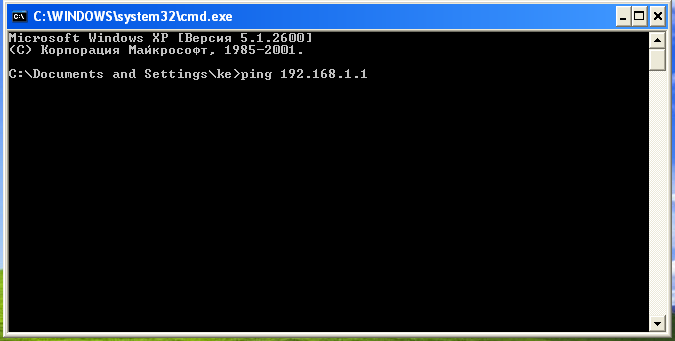 C:\WINDOWS\system32\cmd.exe
Microsoft Windows XP [Версия 5.1.2600]
(С) Корпорация Майкрософт, 1985-2001.
C:\Documents and Settings\ke>ping 192.168.1.1